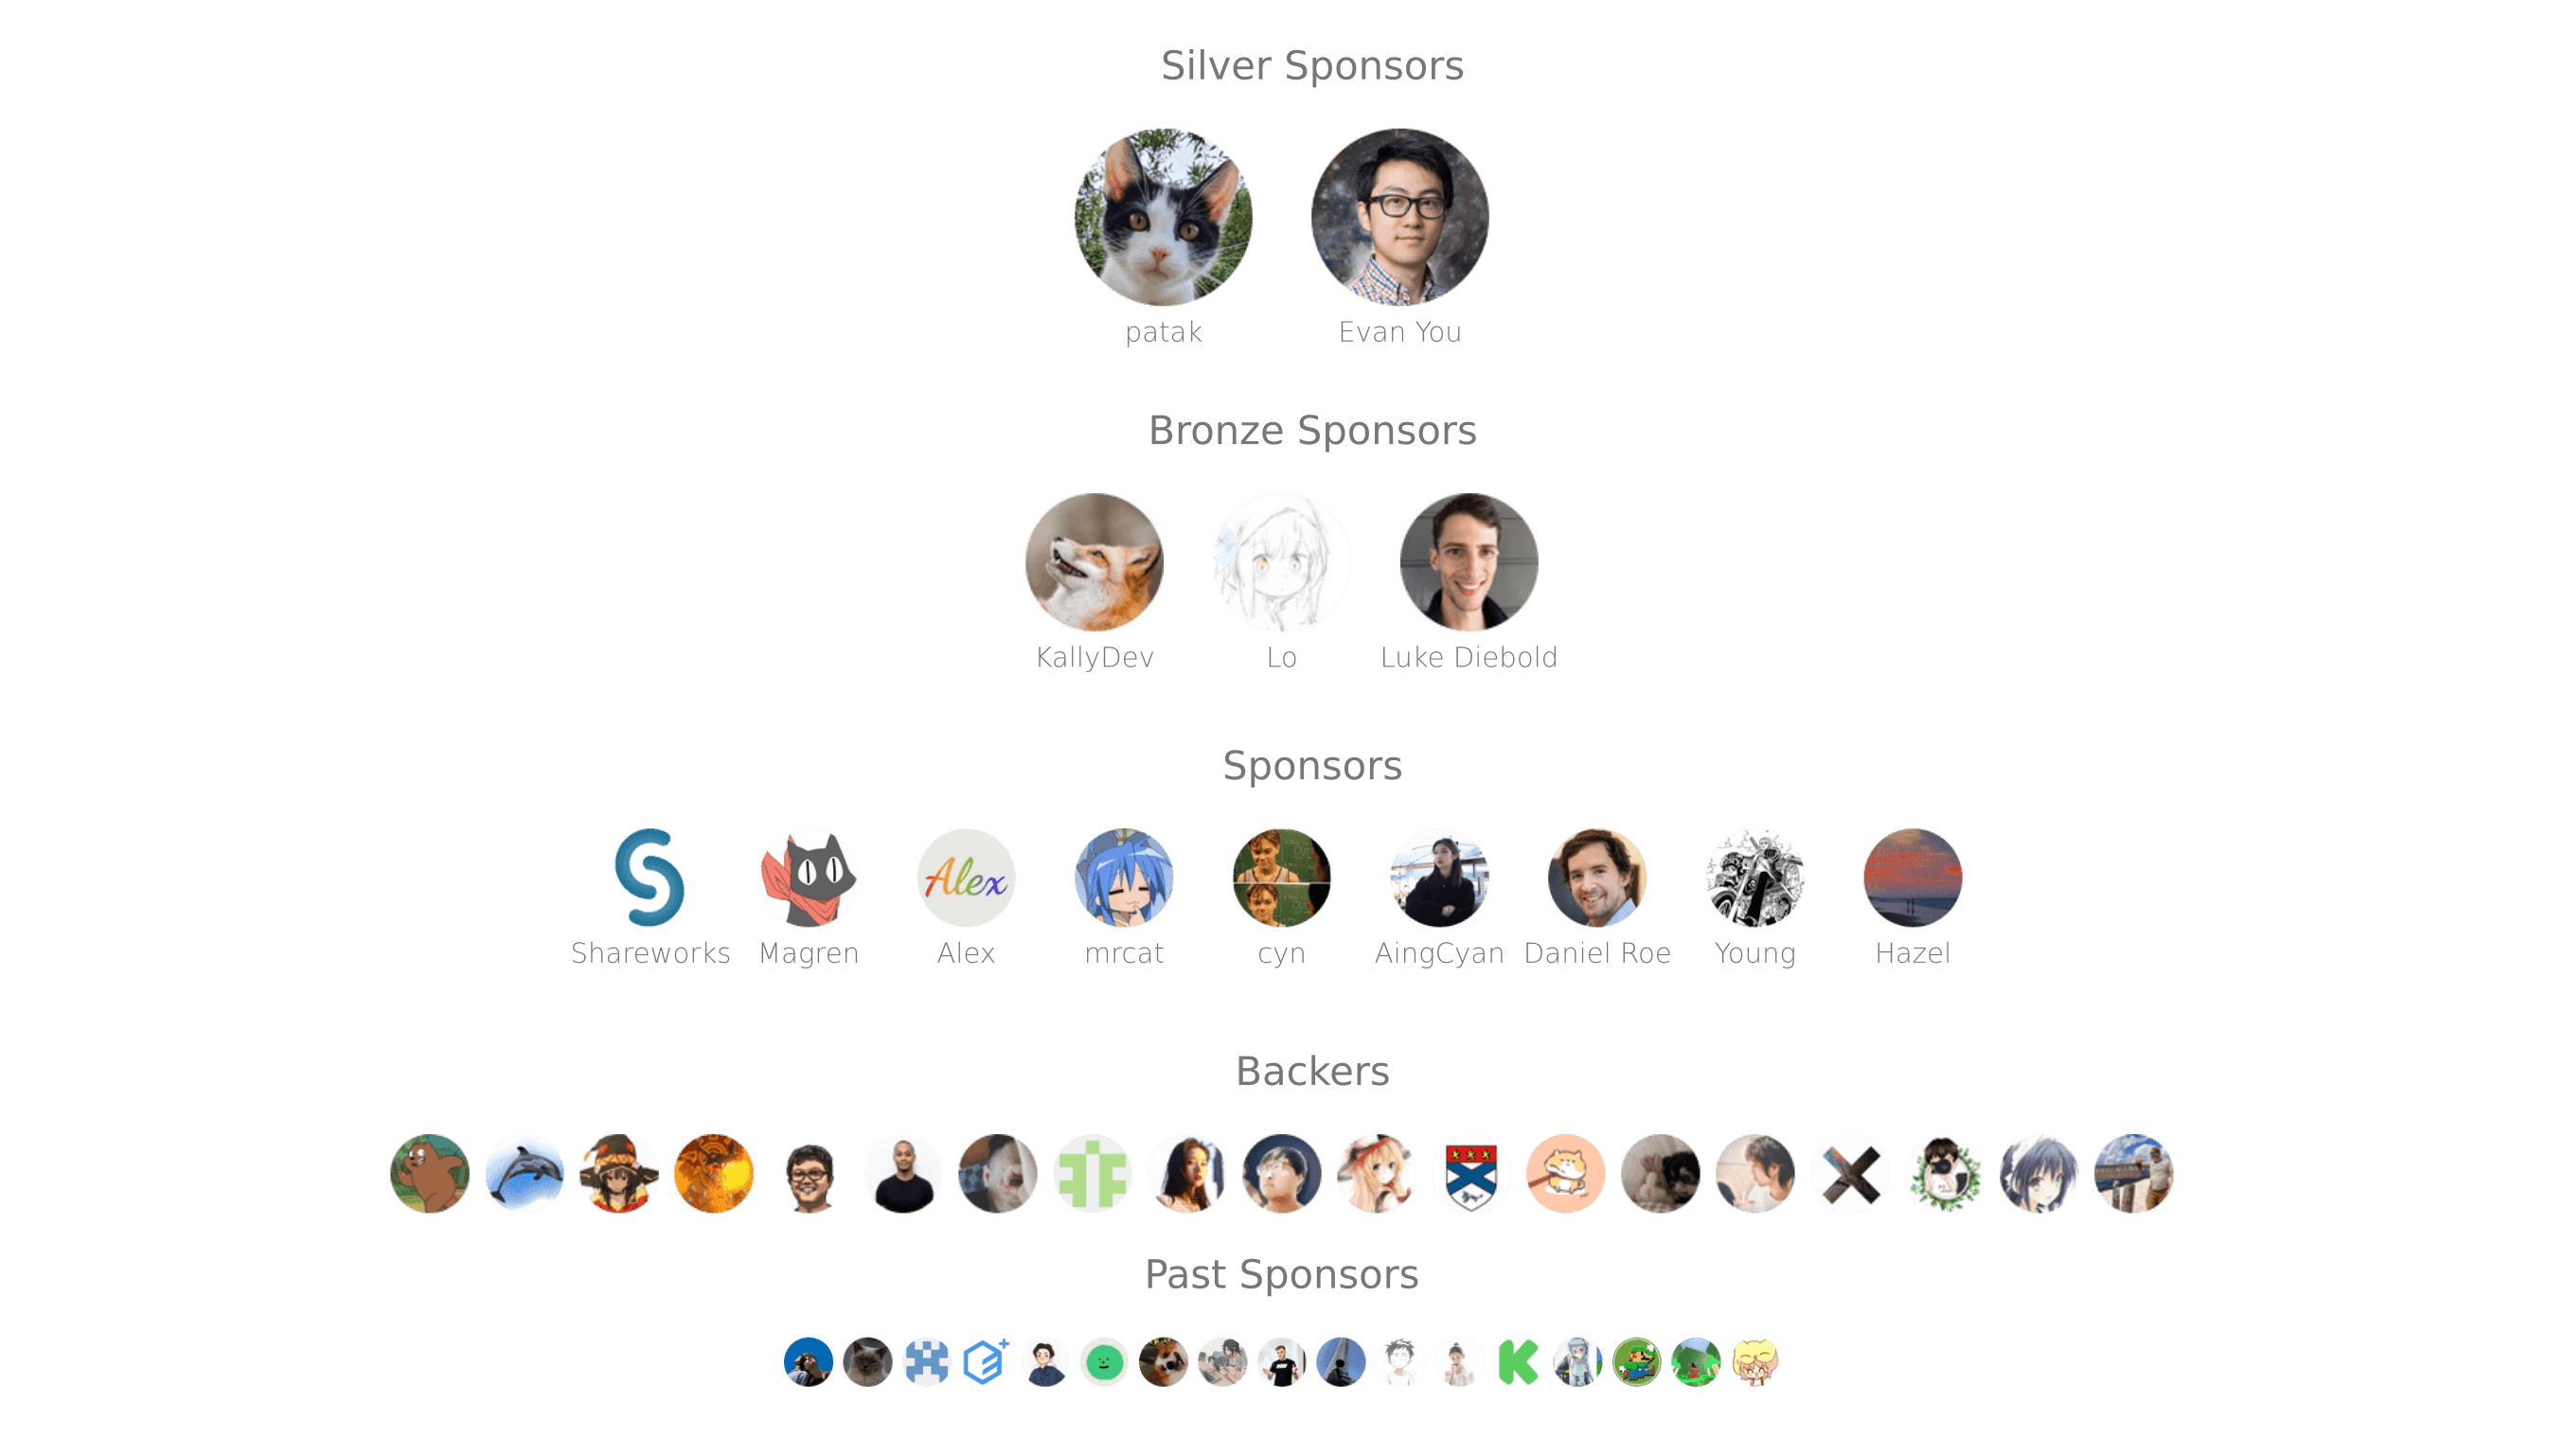 Silver Sponsors
patak
Evan You
Bronze Sponsors
KallyDev
Lo
Luke Diebold
Sponsors
Alex
Shareworks
Magren
Alex
mrcat
cyn
AingCyan
Daniel Roe
Young
Hazel
Backers
Past Sponsors